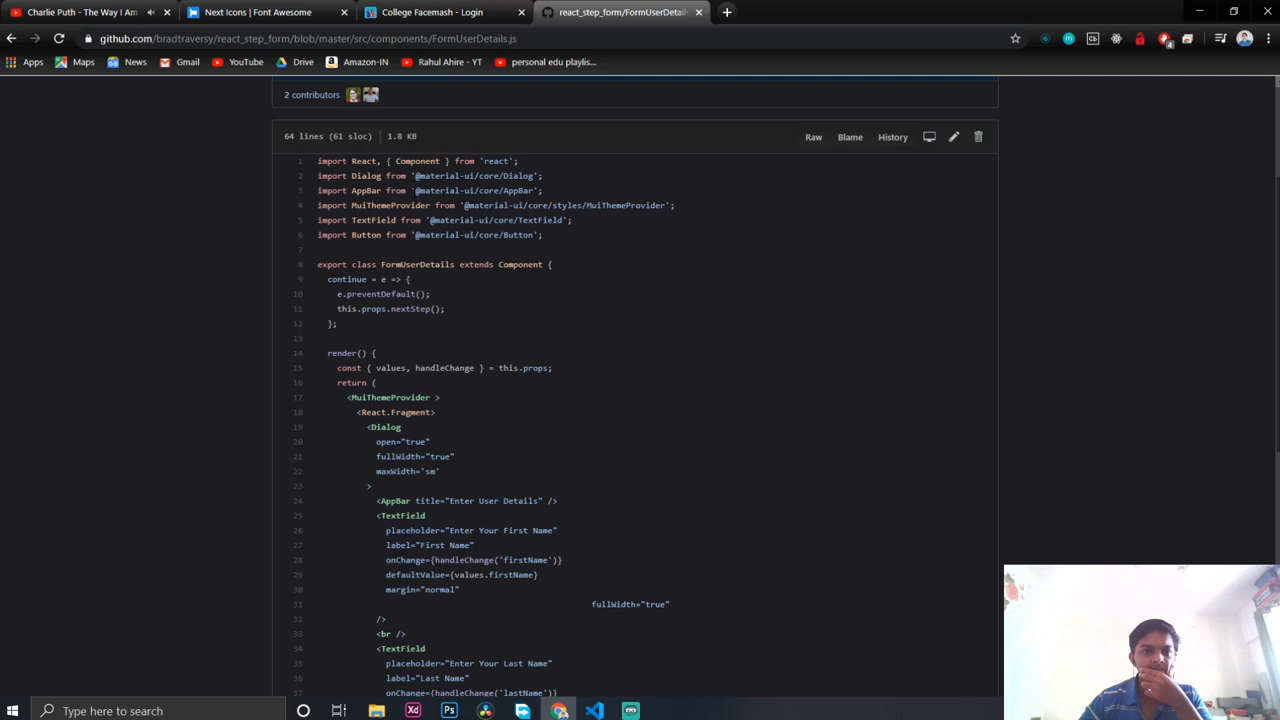 Charlie Puth - The Way I Am
Next Icons | Font Awesome
College Facemash - Login
react_step_form/FormUserDetails
github.com/bradtraversy/react_step_form/blob/master/src/components/FormUserDetails.js
Apps
Maps
News
Gmail
YouTube
Drive
Amazon-IN
Rahul Ahire - YT
personal edu playlis...
2 contributors
64 lines (61 sloc)
1.8 KB
Raw
Blame
History
1 import React, { Component } from 'react';
2 import Dialog from '@material-ui/core/Dialog';
3 import AppBar from '@material-ui/core/AppBar';
4 import MuiThemeProvider from '@material-ui/core/styles/MuiThemeProvider';
5 import TextField from '@material-ui/core/TextField';
6 import Button from '@material-ui/core/Button';
7
8 export class FormUserDetails extends Component {
9 continue = e => {
10 e.preventDefault();
11 this.props.nextStep();
12 };
13
14 render() {
15 const { values, handleChange } = this.props;
16 return (
17 <MuiThemeProvider >
18 <React.Fragment>
19 <Dialog
20 open="true"
21 fullWidth="true"
22 maxWidth='sm'
23 >
24 <AppBar title="Enter User Details" />
25 <TextField
26 placeholder="Enter Your First Name"
27 label="First Name"
28 onChange={handleChange('firstName')}
29 defaultValue={values.firstName}
30 margin="normal"
31 fullWidth="true"
32 />
33 <br />
34 <TextField
35 placeholder="Enter Your Last Name"
36 label="Last Name"
37 onChange={handleChange('lastName')}
Type here to search